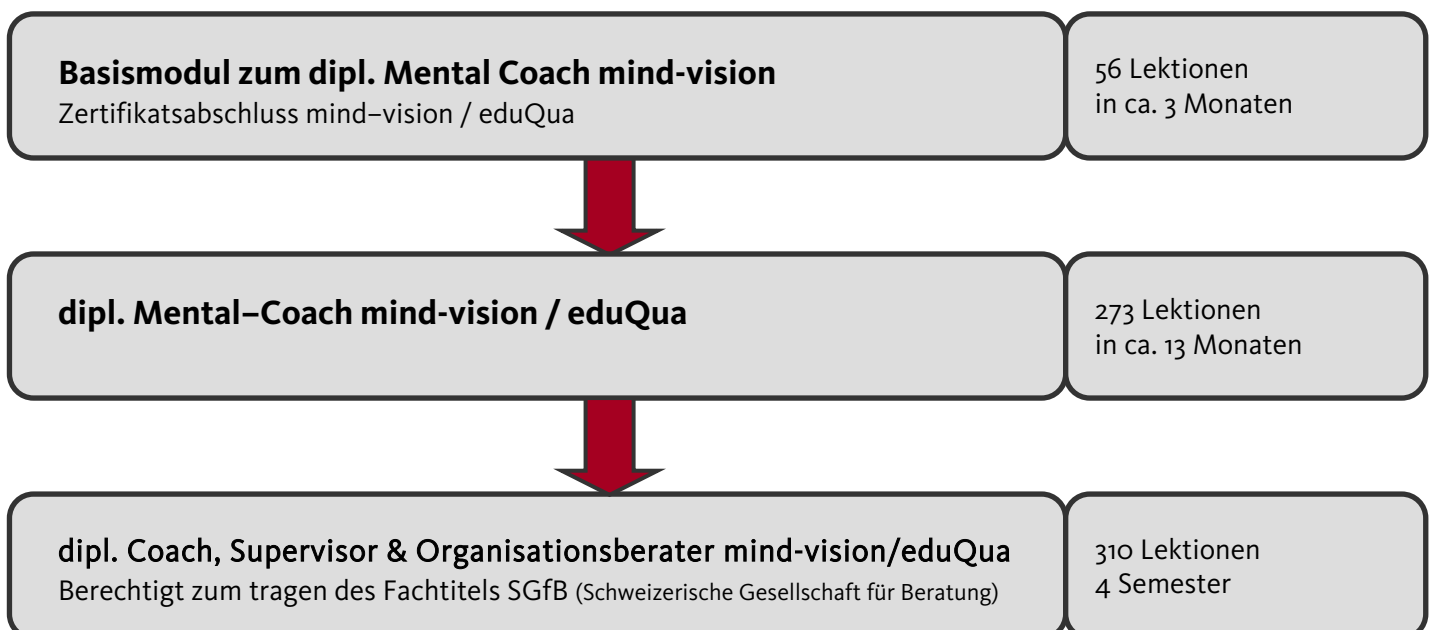 Basismodul zum dipl. Mental Coach mind-vision
Zertifikatsabschluss mind–vision / eduQua
56 Lektionen
in ca. 3 Monaten
dipl. Mental–Coach mind-vision / eduQua
273 Lektionen
in ca. 13 Monaten
dipl. Coach, Supervisor & Organisationsberater mind-vision/eduQua
Berechtigt zum tragen des Fachtitels SGfB (Schweizerische Gesellschaft für Beratung)
310 Lektionen
4 Semester